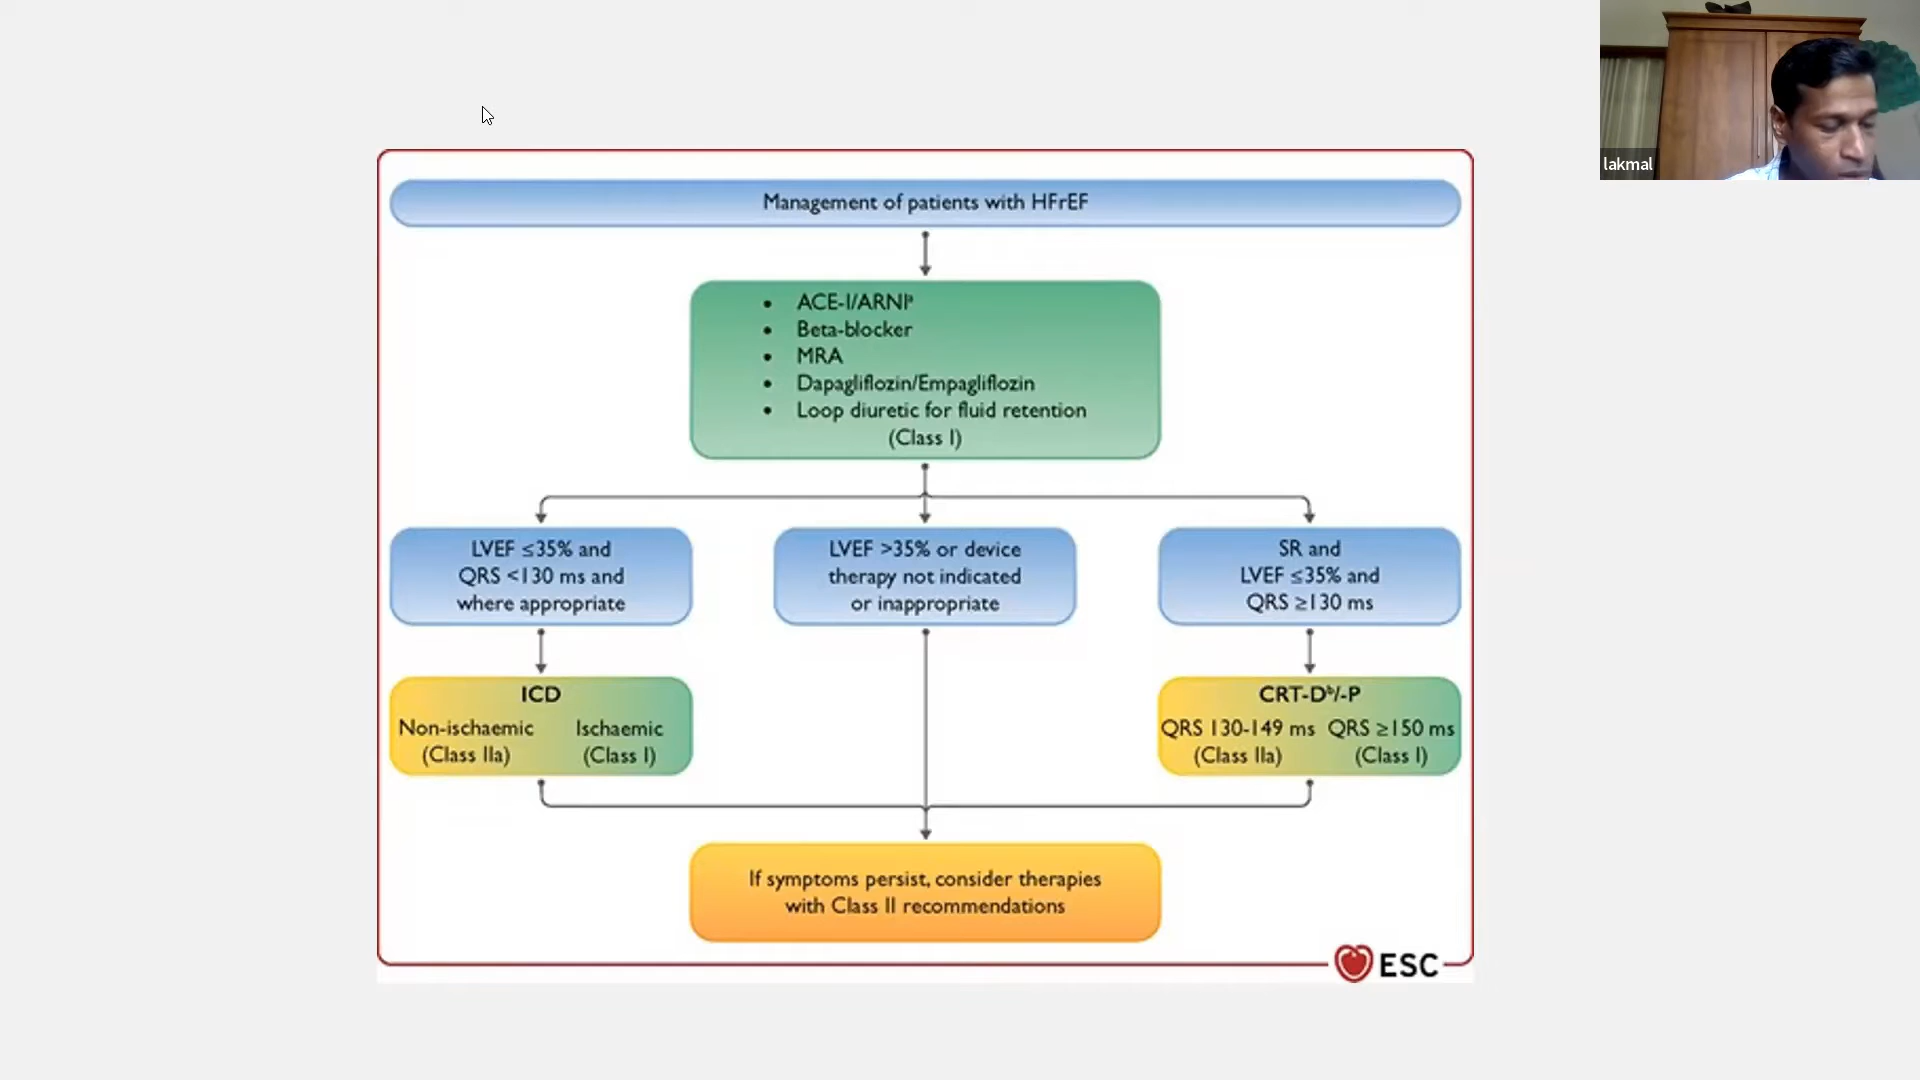 lakmal
Management of patients with HFrEF
• ACE-I/ARNIᵃ
• Beta-blocker
• MRA
• Dapagliflozin/Empagliflozin
• Loop diuretic for fluid retention
(Class I)
LVEF ≤35% and
QRS <130 ms and
where appropriate
LVEF >35% or device
therapy not indicated
or inappropriate
SR and
LVEF ≤35% and
QRS ≥130 ms
ICD
Non-ischaemic Ischaemic
(Class IIa) (Class I)
CRT-Dᵇ/-P
QRS 130-149 ms QRS ≥150 ms
(Class IIa) (Class I)
If symptoms persist, consider therapies
with Class II recommendations
ESC